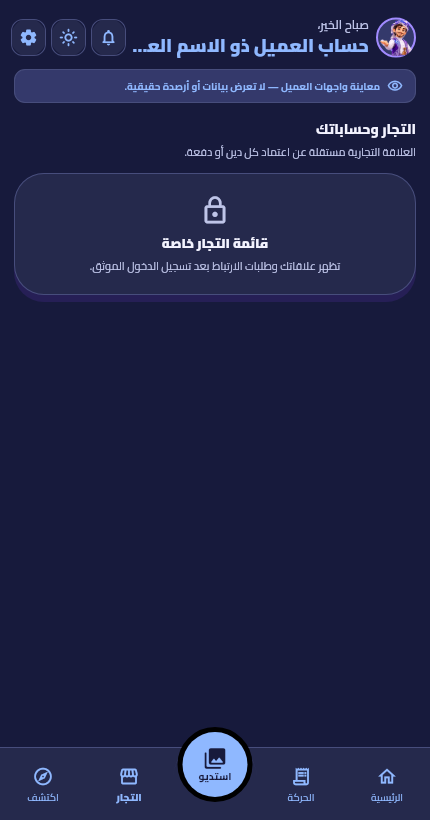 صباح الخير،
حساب العميل ذو الاسم العـ...
معاينة واجهات العميل — لا تعرض بيانات أو أرصدة حقيقية.
التجار وحساباتك
العلاقة التجارية مستقلة عن اعتماد كل دين أو دفعة.
قائمة التجار خاصة
تظهر علاقاتك وطلبات الارتباط بعد تسجيل الدخول الموثق.
الرئيسية
الحركة
استديو
التجار
اكتشف